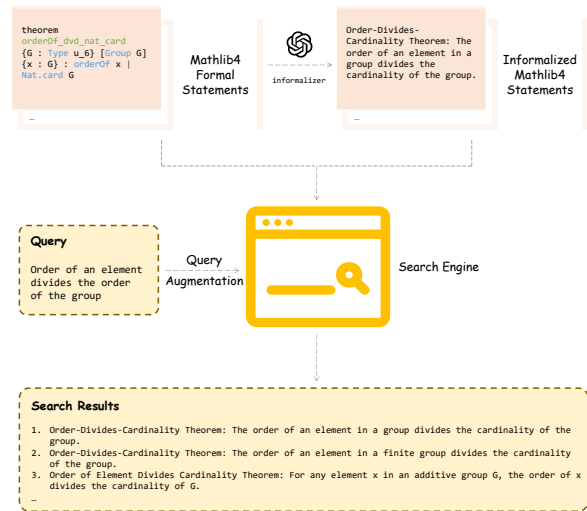 theorem
orderOf_dvd_nat_card
{G : Type u_6} [Group G]
{x : G} : orderOf x |
Nat.card G
…
Mathlib4
Formal
Statements
informalizer
Order-Divides-
Cardinality Theorem: The
order of an element in a
group divides the
cardinality of the group.
…
Informalized
Mathlib4
Statements
Query
Order of an element
divides the order
of the group
Query
Augmentation
Search Engine
Search Results
1. Order-Divides-Cardinality Theorem: The order of an element in a group divides the cardinality of the
group.
2. Order-Divides-Cardinality Theorem: The order of an element in a finite group divides the cardinality
of the group.
3. Order of Element Divides Cardinality Theorem: For any element x in an additive group G, the order of x
divides the cardinality of G.
…